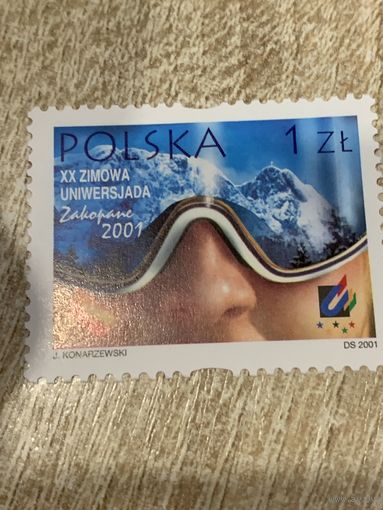 POLSKA 1 ZŁ
XX ZIMOWA
UNIWERSJADA
Zakopane
2001
J. KONARZEWSKI
DS 2001